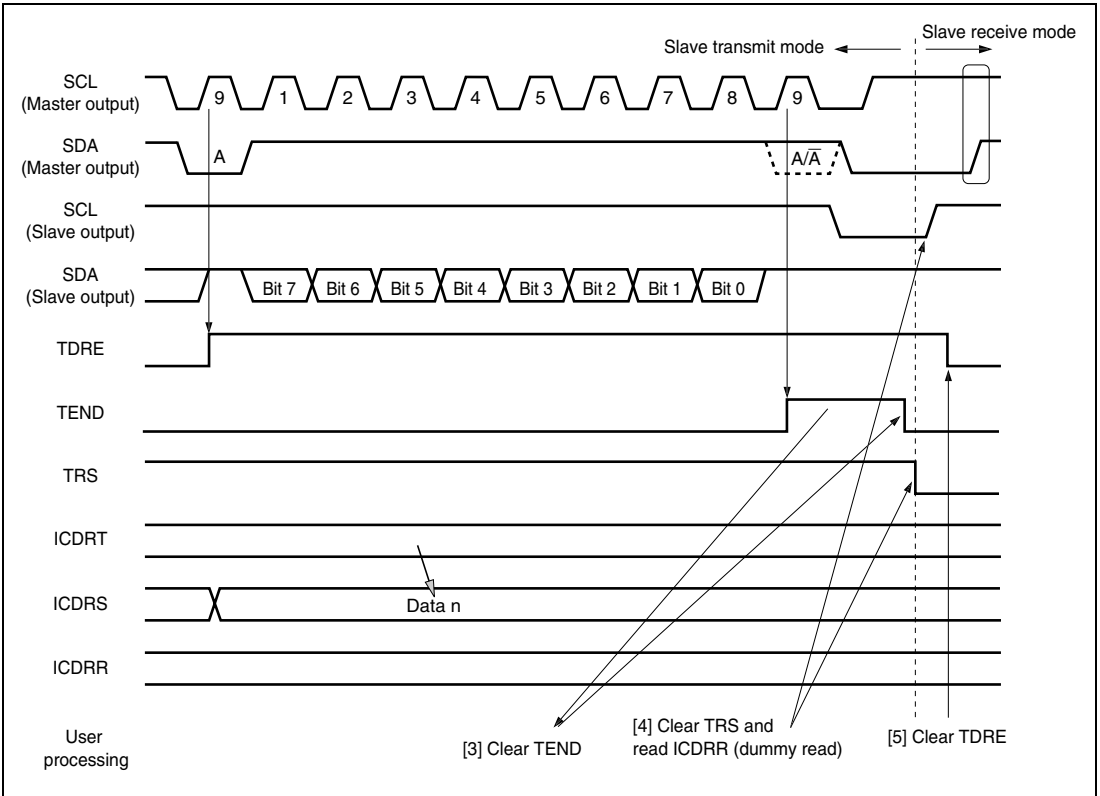 Slave transmit mode
Slave receive mode
SCL
(Master output)
9 1 2 3 4 5 6 7 8 9
SDA
(Master output)
A
A/A̅
SCL
(Slave output)
SDA
(Slave output)
Bit 7 Bit 6 Bit 5 Bit 4 Bit 3 Bit 2 Bit 1 Bit 0
TDRE
TEND
TRS
ICDRT
ICDRS
Data n
ICDRR
User
processing
[3] Clear TEND
[4] Clear TRS and
read ICDRR (dummy read)
[5] Clear TDRE